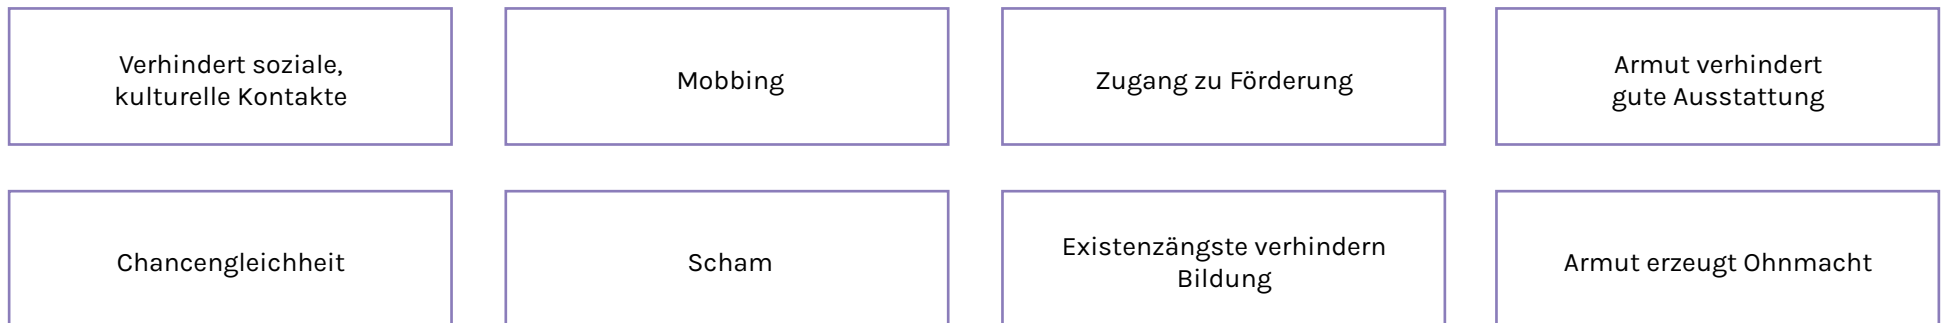 Verhindert soziale,
kulturelle Kontakte
Mobbing
Zugang zu Förderung
Armut verhindert
gute Ausstattung
Chancengleichheit
Scham
Existenzängste verhindern
Bildung
Armut erzeugt Ohnmacht